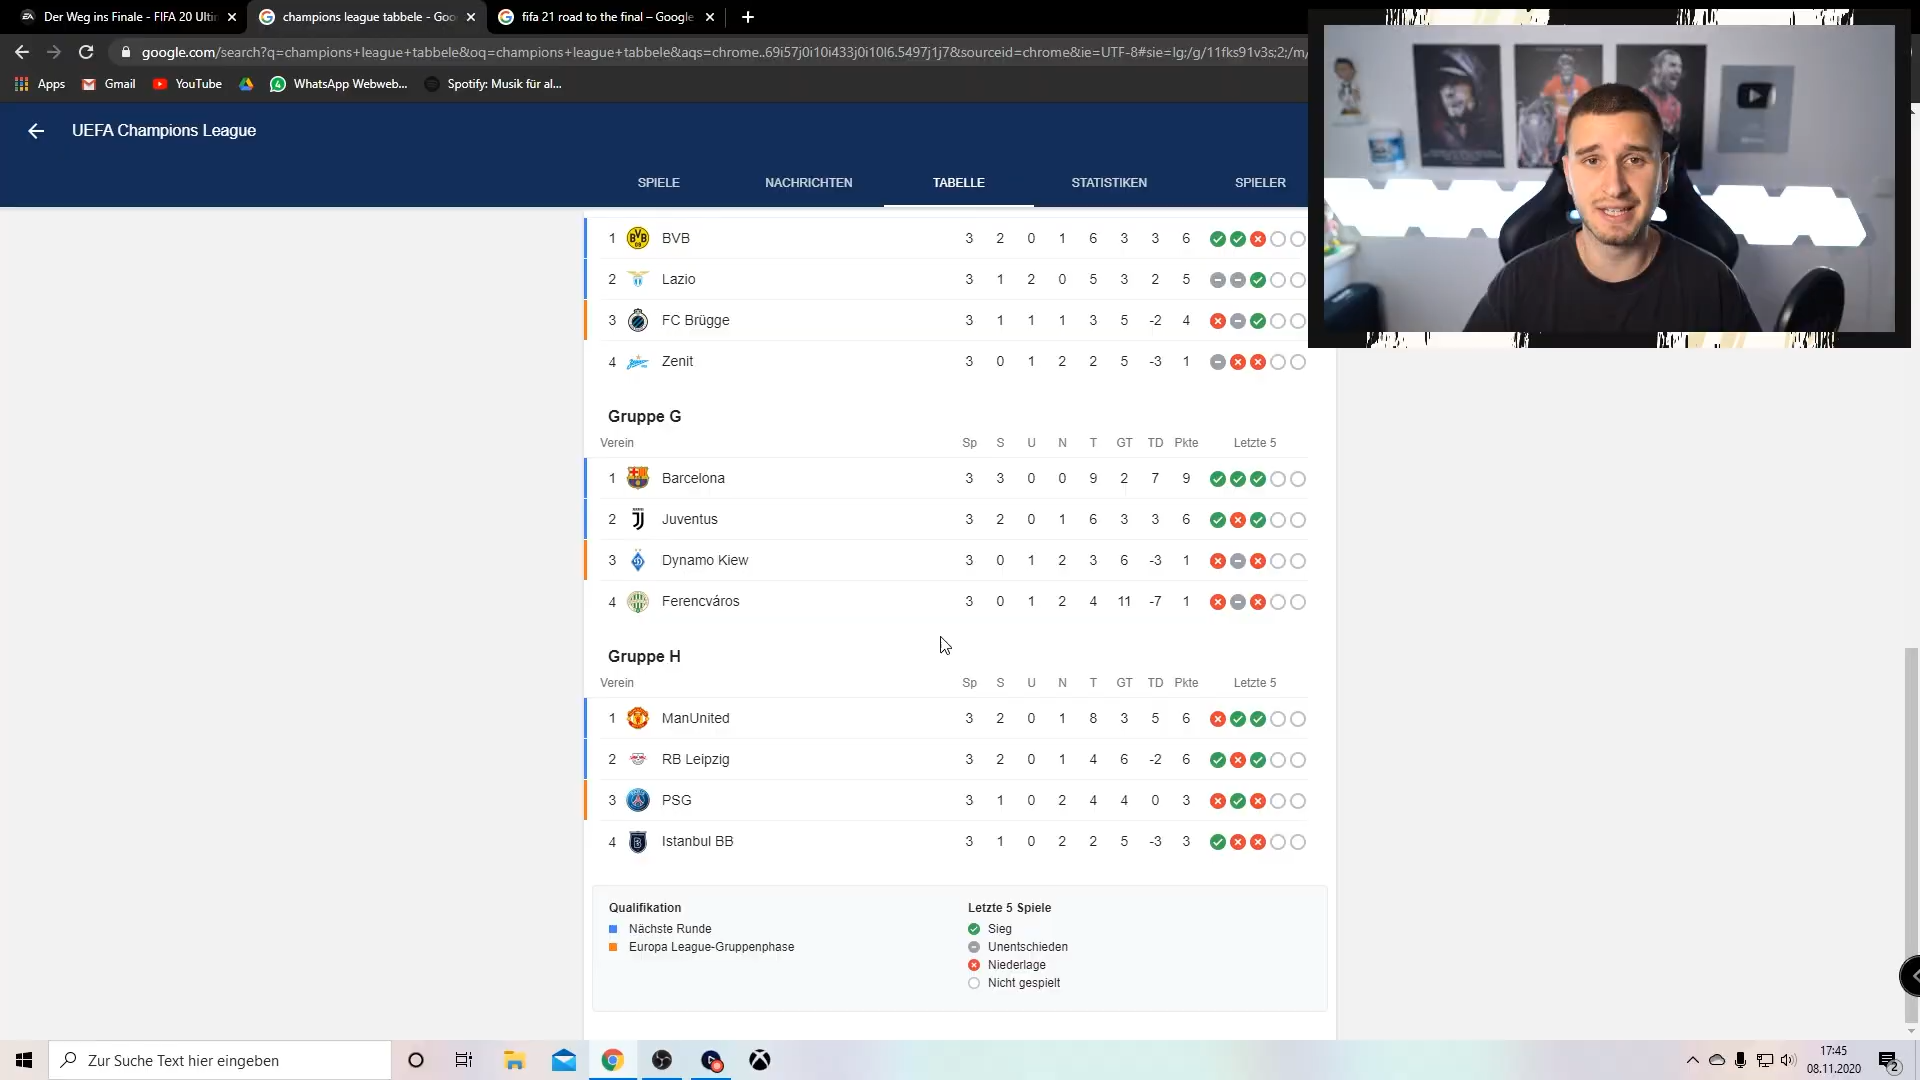 Der Weg ins Finale - FIFA 20 Ultim
champions league tabbele - Goo
fifa 21 road to the final – Google
google.com/search?q=champions+league+tabbele&oq=champions+league+tabbele&aqs=chrome..69i57j0i10i433j0i10l6.5497j1j7&sourceid=chrome&ie=UTF-8#sie=lg;/g/11fks91v3s;2;/m/
Apps
Gmail
YouTube
WhatsApp Webweb...
Spotify: Musik für al...
UEFA Champions League
SPIELE NACHRICHTEN TABELLE STATISTIKEN SPIELER
1 BVB 3 2 0 1 6 3 3 6
2 Lazio 3 1 2 0 5 3 2 5
3 FC Brügge 3 1 1 1 3 5 -2 4
4 Zenit 3 0 1 2 2 5 -3 1
Gruppe G
Verein Sp S U N T GT TD Pkte Letzte 5
1 Barcelona 3 3 0 0 9 2 7 9
2 Juventus 3 2 0 1 6 3 3 6
3 Dynamo Kiew 3 0 1 2 3 6 -3 1
4 Ferencváros 3 0 1 2 4 11 -7 1
Gruppe H
Verein Sp S U N T GT TD Pkte Letzte 5
1 ManUnited 3 2 0 1 8 3 5 6
2 RB Leipzig 3 2 0 1 4 6 -2 6
3 PSG 3 1 0 2 4 4 0 3
4 Istanbul BB 3 1 0 2 2 5 -3 3
Qualifikation
Nächste Runde
Europa League-Gruppenphase
Letzte 5 Spiele
Sieg
Unentschieden
Niederlage
Nicht gespielt
Zur Suche Text hier eingeben
17:45
08.11.2020
2